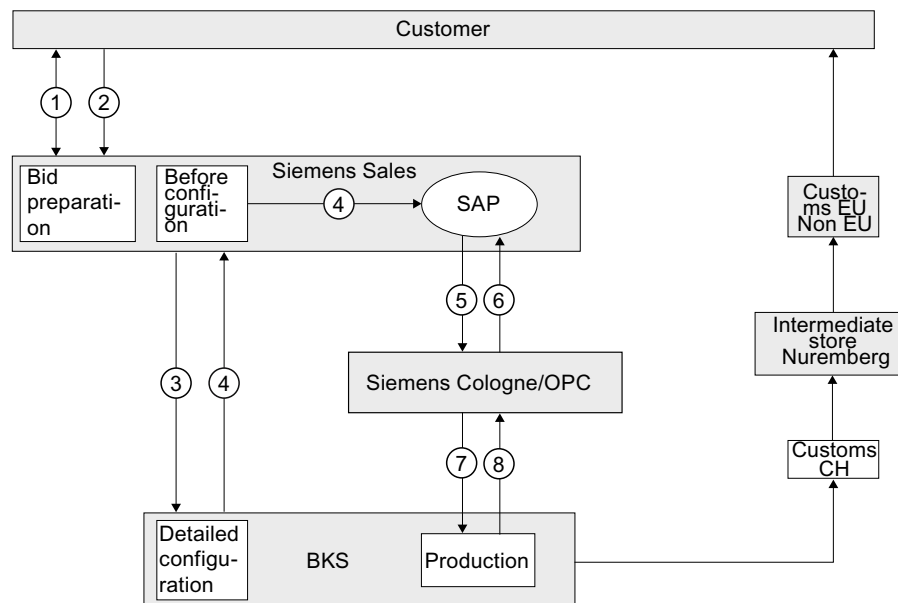 Customer
1
2
Siemens Sales
Bid
preparati-
on
Before
confi-
gurati-
on
4
SAP
Custo-
ms EU
Non EU
5
6
Intermediate
store
Nuremberg
3
4
Siemens Cologne/OPC
7
8
Customs
CH
Detailed
configu-
ration
BKS
Production